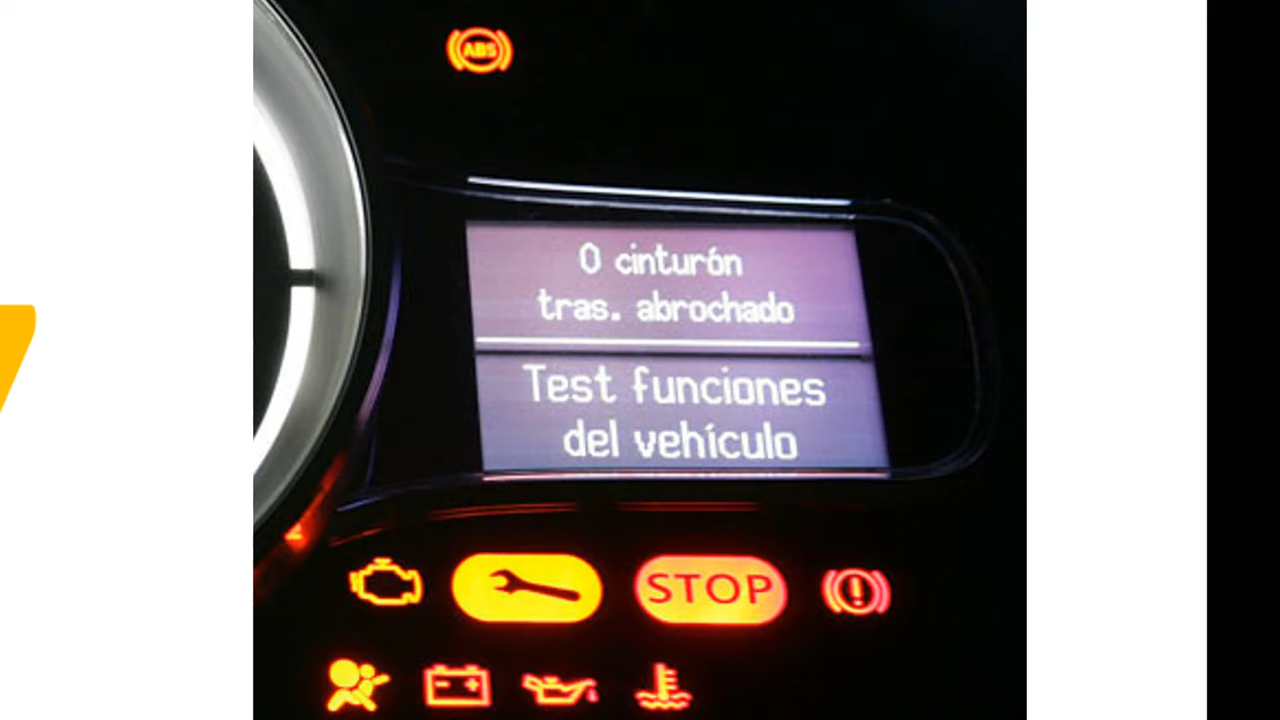 ABS
0 cinturón
tras. abrochado
Test funciones
del vehículo
STOP